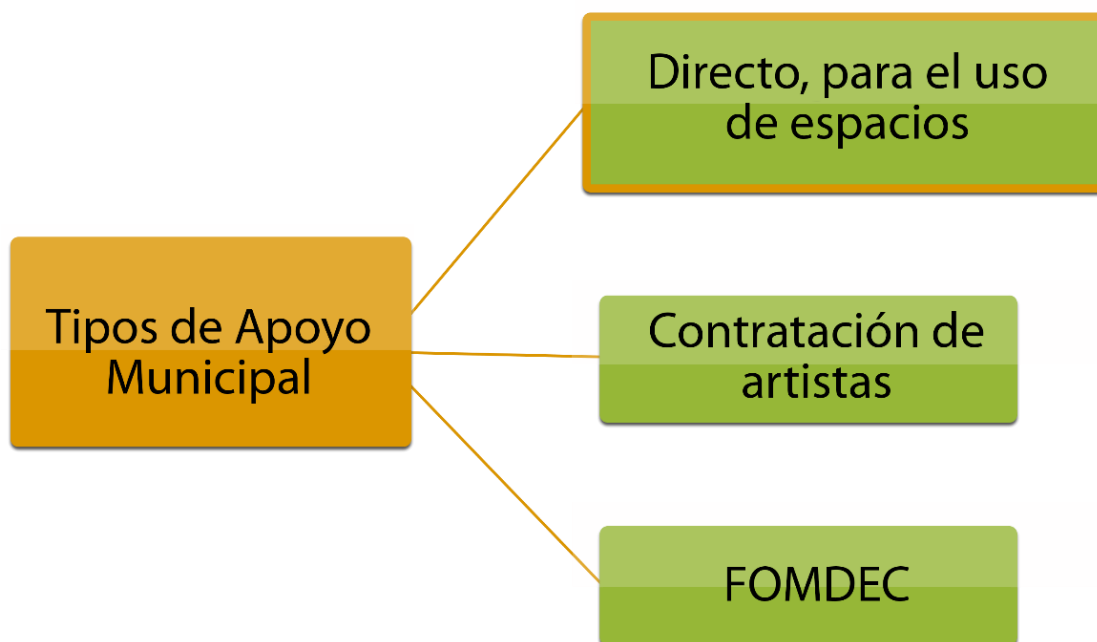 Directo, para el uso
de espacios
Tipos de Apoyo
Municipal
Contratación de
artistas
FOMDEC